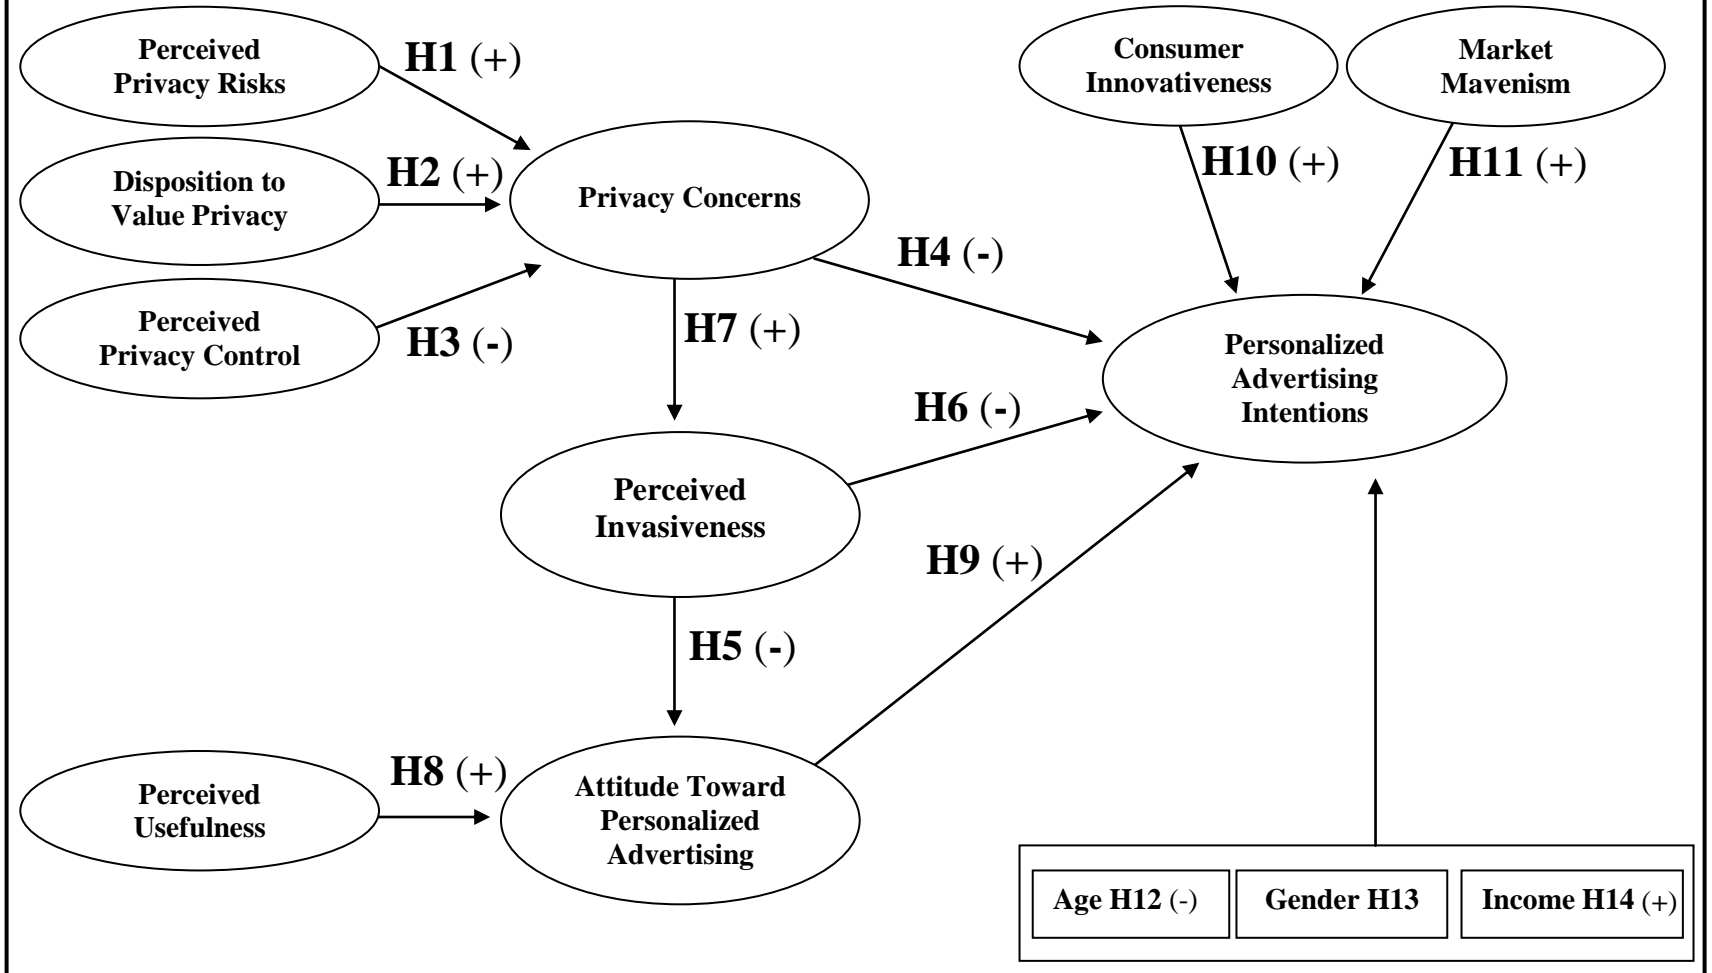 Perceived
Privacy Risks
H1 (+)
Consumer
Innovativeness
Market
Mavenism
Disposition to
Value Privacy
H2 (+)
Privacy Concerns
H10 (+)
H11 (+)
H4 (-)
Perceived
Privacy Control
H3 (-)
H7 (+)
Personalized
Advertising
Intentions
H6 (-)
Perceived
Invasiveness
H9 (+)
H5 (-)
Perceived
Usefulness
H8 (+)
Attitude Toward
Personalized
Advertising
Age H12 (-)
Gender H13
Income H14 (+)